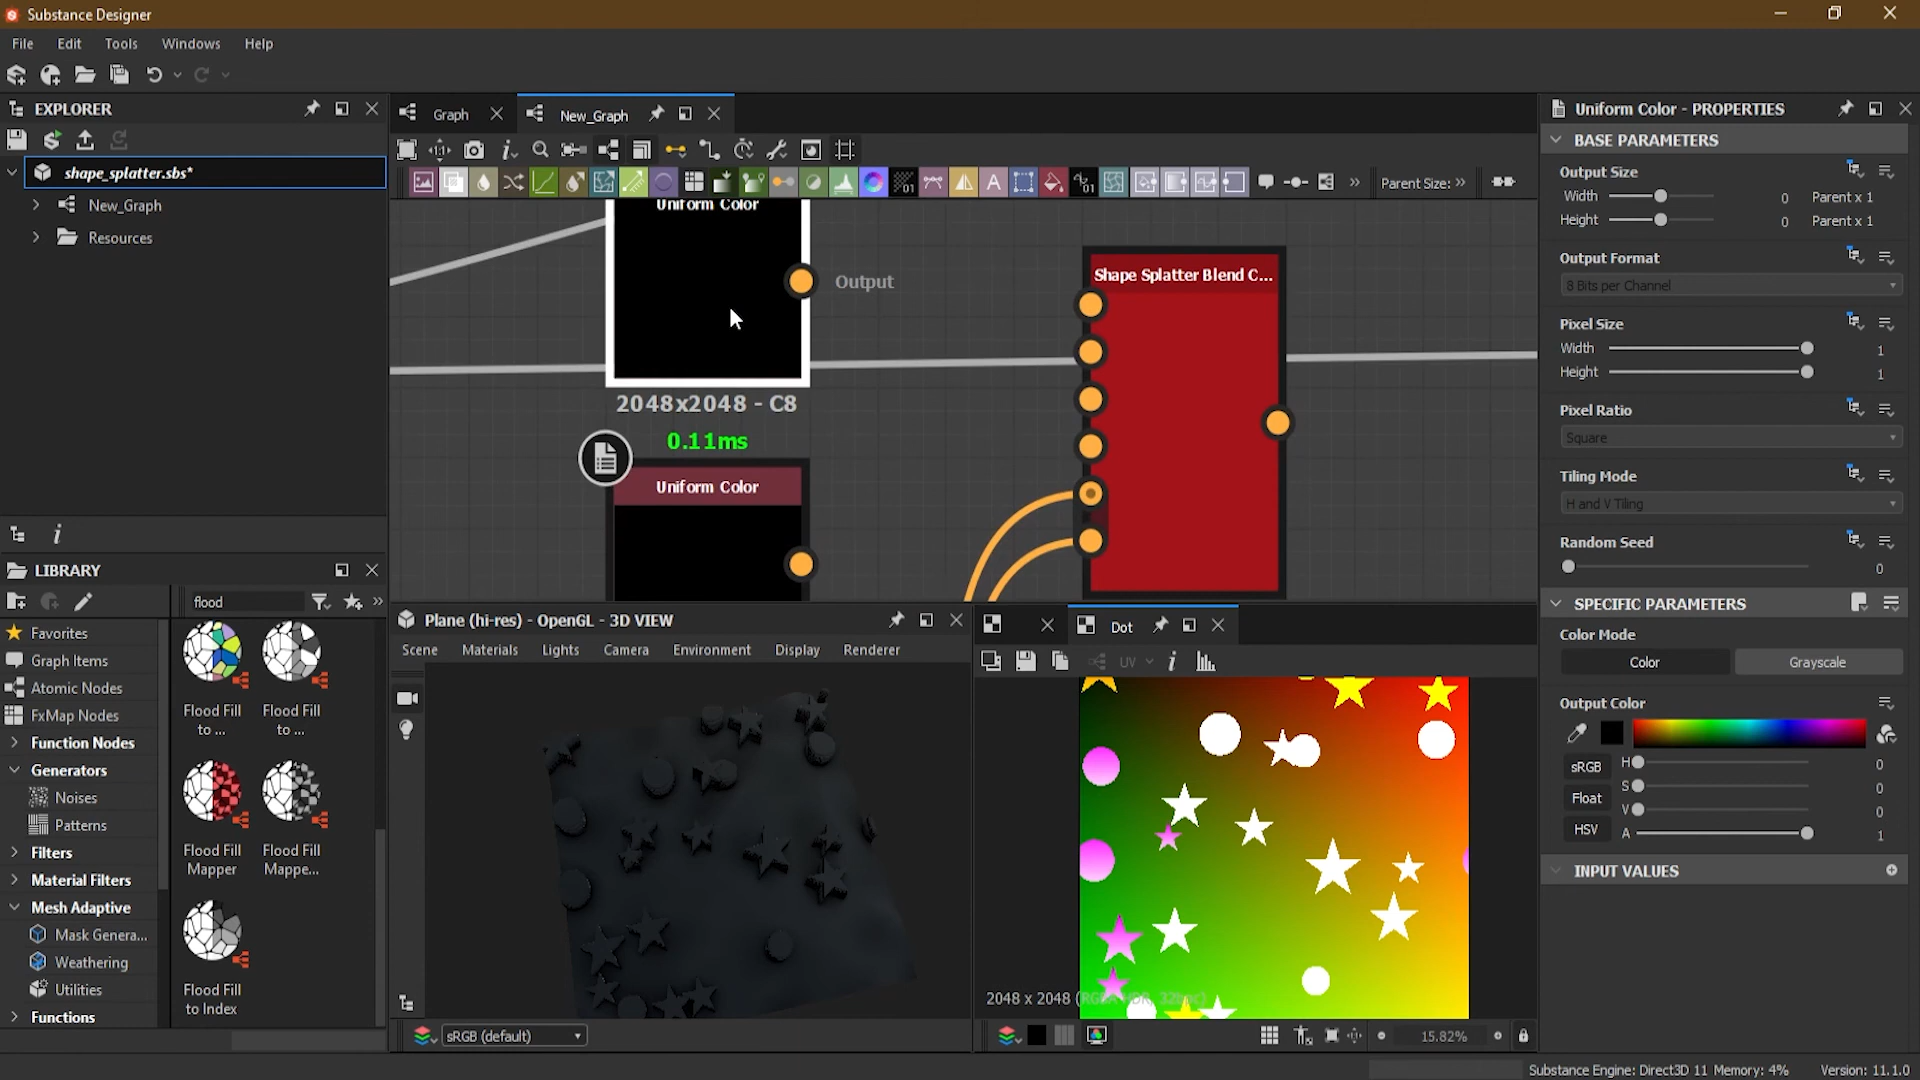 Substance Designer
File Edit Tools Windows Help
EXPLORER
shape_splatter.sbs*
New_Graph
Resources
LIBRARY
flood
Favorites
Graph Items
Atomic Nodes
FxMap Nodes
Function Nodes
Generators
Noises
Patterns
Filters
Material Filters
Mesh Adaptive
Mask Genera...
Weathering
Utilities
Functions
Flood Fill
to ...
Flood Fill
to ...
Flood Fill
Mapper
Flood Fill
Mappe...
Flood Fill
to Index
Graph
New_Graph
Parent Size:
Uniform Color
Output
2048x2048 - C8
0.11ms
Uniform Color
Shape Splatter Blend C...
Plane (hi-res) - OpenGL - 3D VIEW
Scene Materials Lights Camera Environment Display Renderer
sRGB (default)
Dot
UV
2048 x 2048 (RGBA HDR, 32bpc)
15.82%
Uniform Color - PROPERTIES
BASE PARAMETERS
Output Size
Width 0 Parent x 1
Height 0 Parent x 1
Output Format
8 Bits per Channel
Pixel Size
Width 1
Height 1
Pixel Ratio
Square
Tiling Mode
H and V Tiling
Random Seed
0
SPECIFIC PARAMETERS
Color Mode
Color Grayscale
Output Color
sRGB
Float
HSV
H 0
S 0
V 0
A 1
INPUT VALUES
Substance Engine: Direct3D 11 Memory: 4% Version: 11.1.0